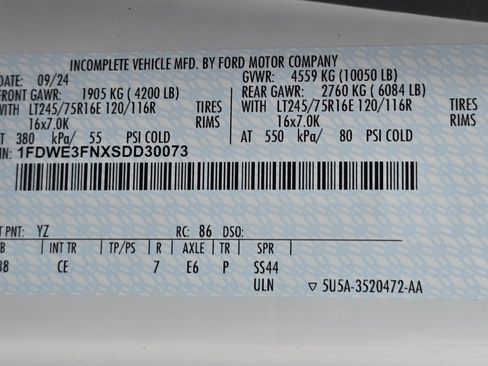 INCOMPLETE VEHICLE MFD. BY FORD MOTOR COMPANY
DATE: 09/24 GVWR: 4559 KG (10050 LB)
FRONT GAWR: 1905 KG ( 4200 LB) REAR GAWR: 2760 KG ( 6084 LB)
WITH LT245/75R16E 120/116R TIRES WITH LT245/75R16E 120/116R TIRES
16x7.0K RIMS 16x7.0K RIMS
AT 380 kPa/ 55 PSI COLD AT 550 kPa/ 80 PSI COLD
IN: 1FDWE3FNXSDD30073
T PNT: YZ RC: 86 DSO:
B INT TR TP/PS R AXLE TR SPR
38 CE 7 E6 P SS44
ULN ▽ 5U5A-3520472-AA